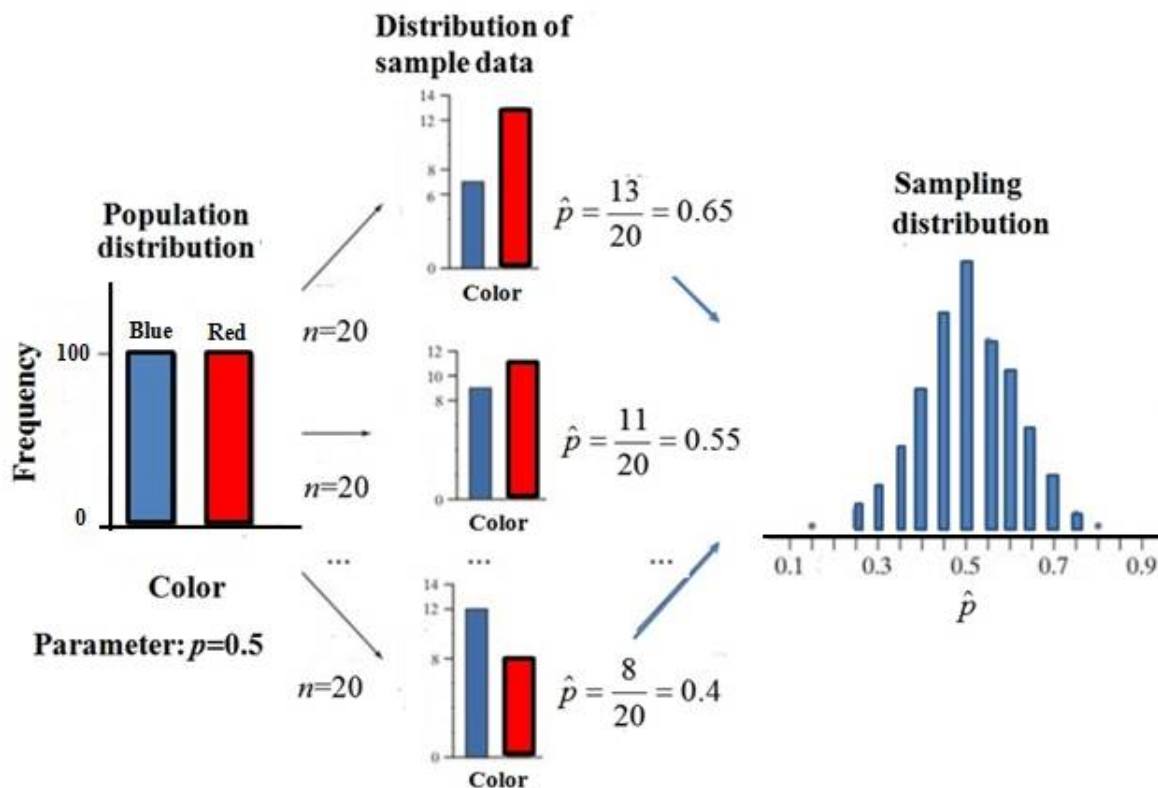 Distribution of
sample data
14
12
8
6
0
Color
p̂ = 13/20 = 0.65
Population
distribution
Frequency
100
0
Blue
Red
Color
Parameter: p=0.5
n=20
n=20
...
n=20
12
10
8
0
Color
p̂ = 11/20 = 0.55
...
...
14
12
8
0
Color
p̂ = 8/20 = 0.4
Sampling
distribution
0.1 0.3 0.5 0.7 0.9
p̂